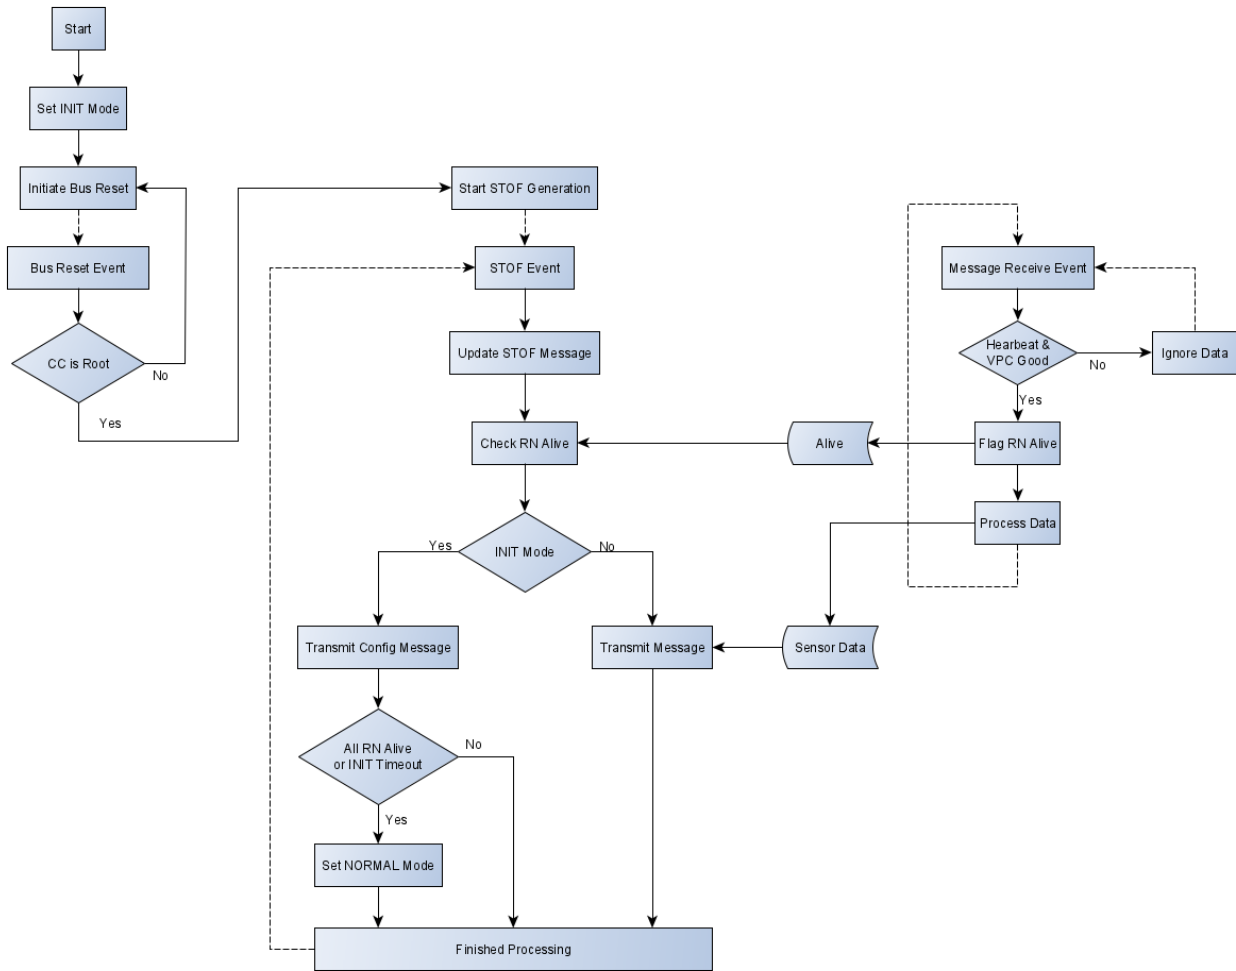 Start
Set INIT Mode
Initiate Bus Reset
Bus Reset Event
CC is Root
No
Yes
Start STOF Generation
STOF Event
Update STOF Message
Check RN Alive
INIT Mode
Yes
No
Transmit Config Message
Transmit Message
All RN Alive
or INIT Timeout
No
Yes
Set NORMAL Mode
Finished Processing
Message Receive Event
Hearbeat &
VPC Good
No
Ignore Data
Yes
Flag RN Alive
Alive
Process Data
Sensor Data